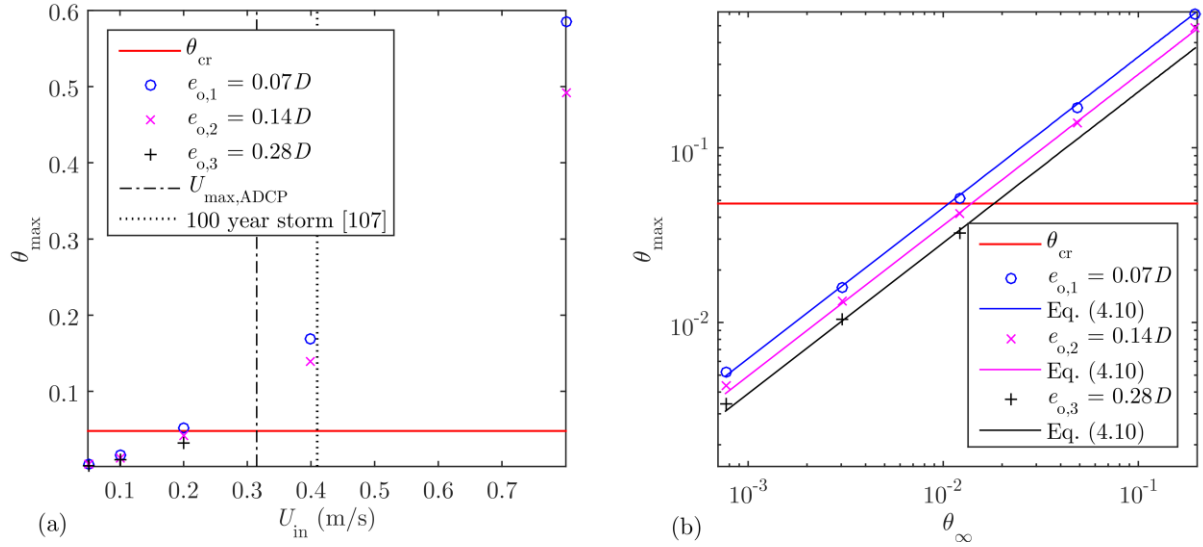 0.6
0.5
0.4
0.3
0.2
0.1
θmax
θcr
eo,1 = 0.07D
eo,2 = 0.14D
eo,3 = 0.28D
Umax,ADCP
100 year storm [107]
0.1 0.2 0.3 0.4 0.5 0.6 0.7 0.8
Uin (m/s)
(a)
10⁻¹
10⁻²
θmax
θcr
eo,1 = 0.07D
Eq. (4.10)
eo,2 = 0.14D
Eq. (4.10)
eo,3 = 0.28D
Eq. (4.10)
10⁻³ 10⁻² 10⁻¹
θ∞
(b)